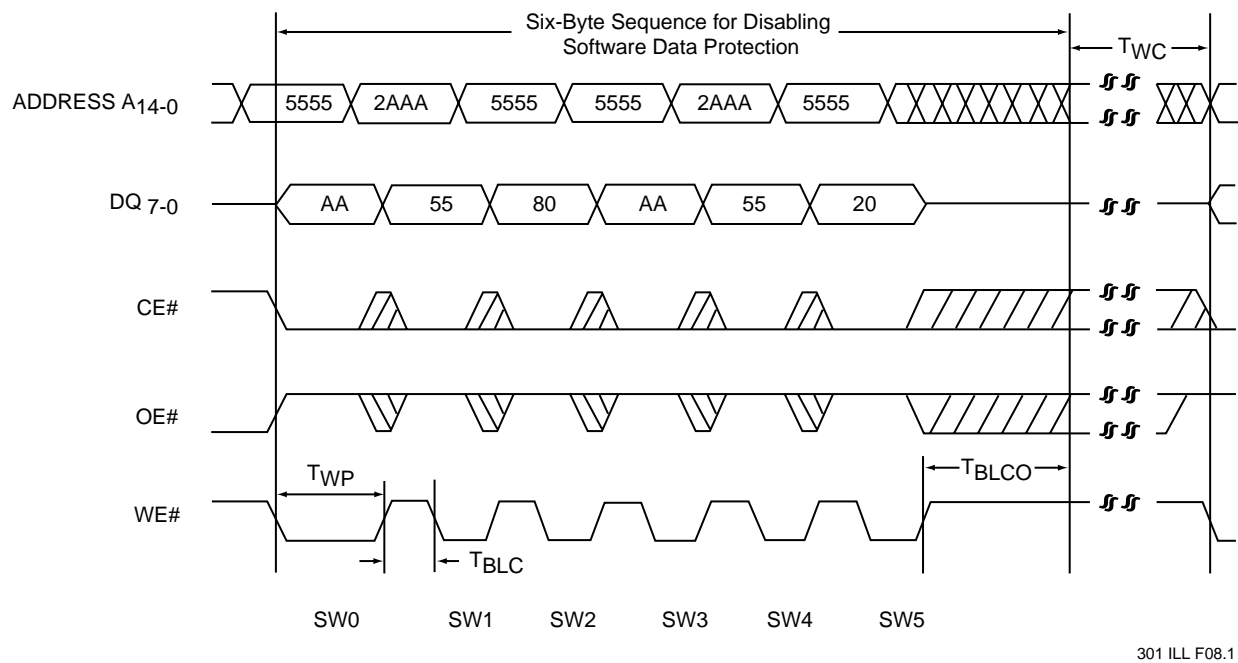 Six-Byte Sequence for Disabling
Software Data Protection
TWC
ADDRESS A14-0
5555 2AAA 5555 5555 2AAA 5555
DQ 7-0
AA 55 80 AA 55 20
CE#
OE#
TWP
TBLCO
WE#
TBLC
SW0 SW1 SW2 SW3 SW4 SW5
301 ILL F08.1